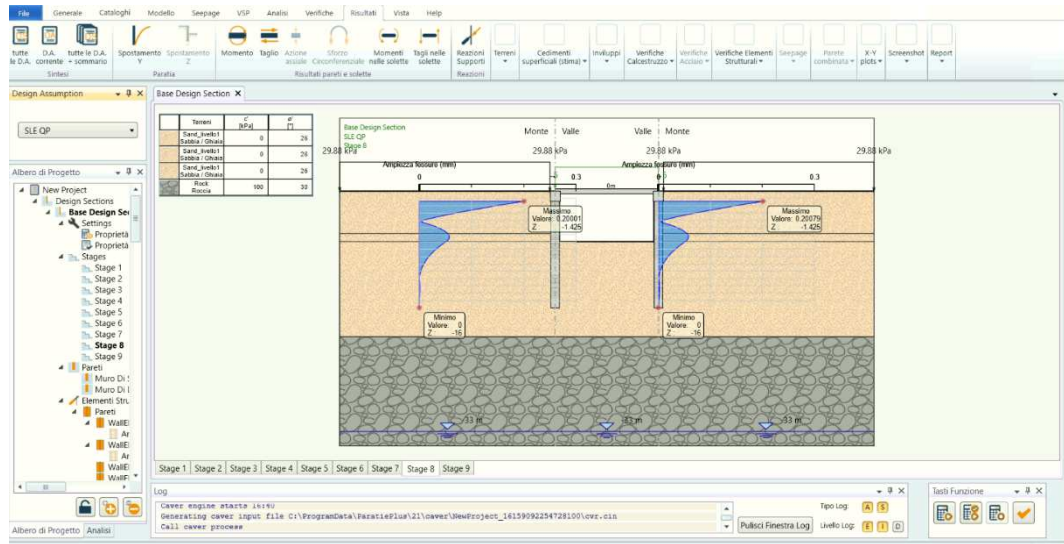 File Generale Cataloghi Modello Seepage VSP Analisi Verifiche Risultati Vista Help
tutte D.A. tutte le D.A. Spostamento Spostamento Momento Taglio Azione Sforzo Momenti Tagli nelle Reazioni Terreni Cedimenti Inviluppi Verifiche Verifiche Verifiche Elementi Seepage Parete X-Y Screenshot Report
le D.A. corrente + sommario Y Z assiale Circonferenziale nelle solette solette Supporti superficiali (stima) Calcestruzzo Acciaio Strutturali combinata plots
Sintesi Paratia Risultati pareti e solette Reazioni
Design Assumption
SLE QP
Albero di Progetto
New Project
Design Sections
Base Design Sec
Settings
Proprietà
Proprietà
Stages
Stage 1
Stage 2
Stage 3
Stage 4
Stage 5
Stage 6
Stage 7
Stage 8
Stage 9
Pareti
Muro Di S
Muro Di
Elementi Stru
Pareti
WallEl
Ar
WallEl
Ar
WallEl
WallEl
Albero di Progetto Analisi
Base Design Section X
Terreni c' [kPa] [°]
Sand_livello1 0 26
Sabbia / Ghiaia
Sand_livello1 0 26
Sabbia / Ghiaia
Sand_livello1 0 26
Sabbia / Ghiaia
Rock 100 30
Roccia
Base Design Section
SLE QP
Stage 8
Monte Valle Valle Monte
29.88 kPa 29.88 kPa 29.88 kPa 29.88 kPa
Ampiezza fessure (mm) Ampiezza fessure (mm)
0 0.3 0 0.3
0m
Massimo
Valore: 0.20001
Z -1.425
Massimo
Valore: 0.20079
Z -1.425
Minimo
Valore: 0
Z -16
Minimo
Valore: 0
Z -16
-33 m -33 m -33 m
Stage 1 Stage 2 Stage 3 Stage 4 Stage 5 Stage 6 Stage 7 Stage 8 Stage 9
Log
Caver engine starts 16:40
Generating caver input file C:\ProgramData\ParatiePlus\21\caver\NewProject_16159092254728100\cvr.cin
Call caver process
Tipo Log: A S
Pulisci Finestra Log Livello Log: E I D
Tasti Funzione